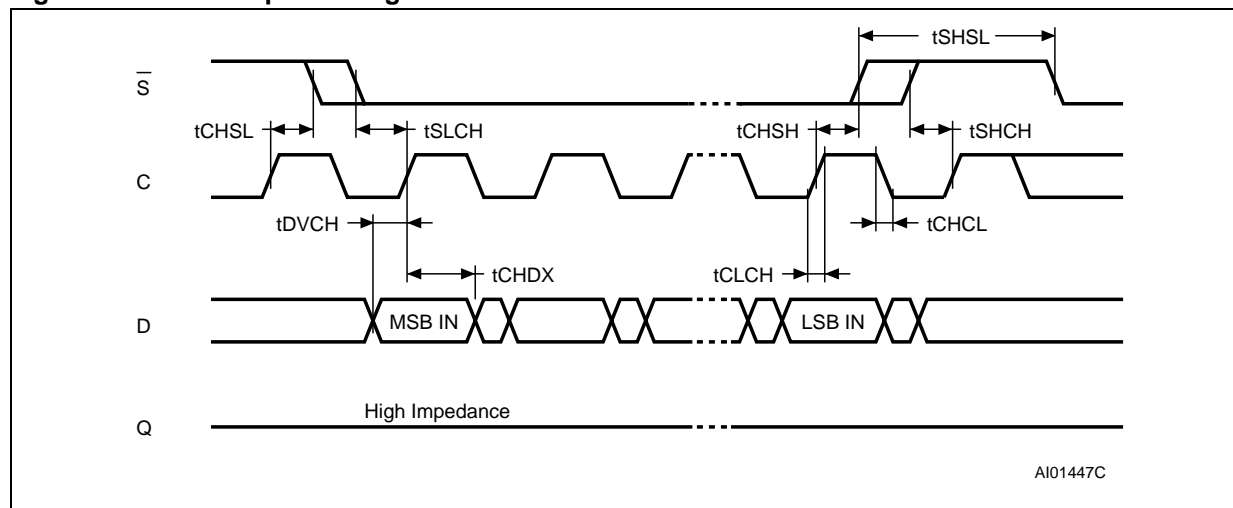 tSHSL
S
tCHSL
tSLCH
tCHSH
tSHCH
C
tDVCH
tCHCL
tCHDX
tCLCH
D
MSB IN
LSB IN
High Impedance
Q
AI01447C